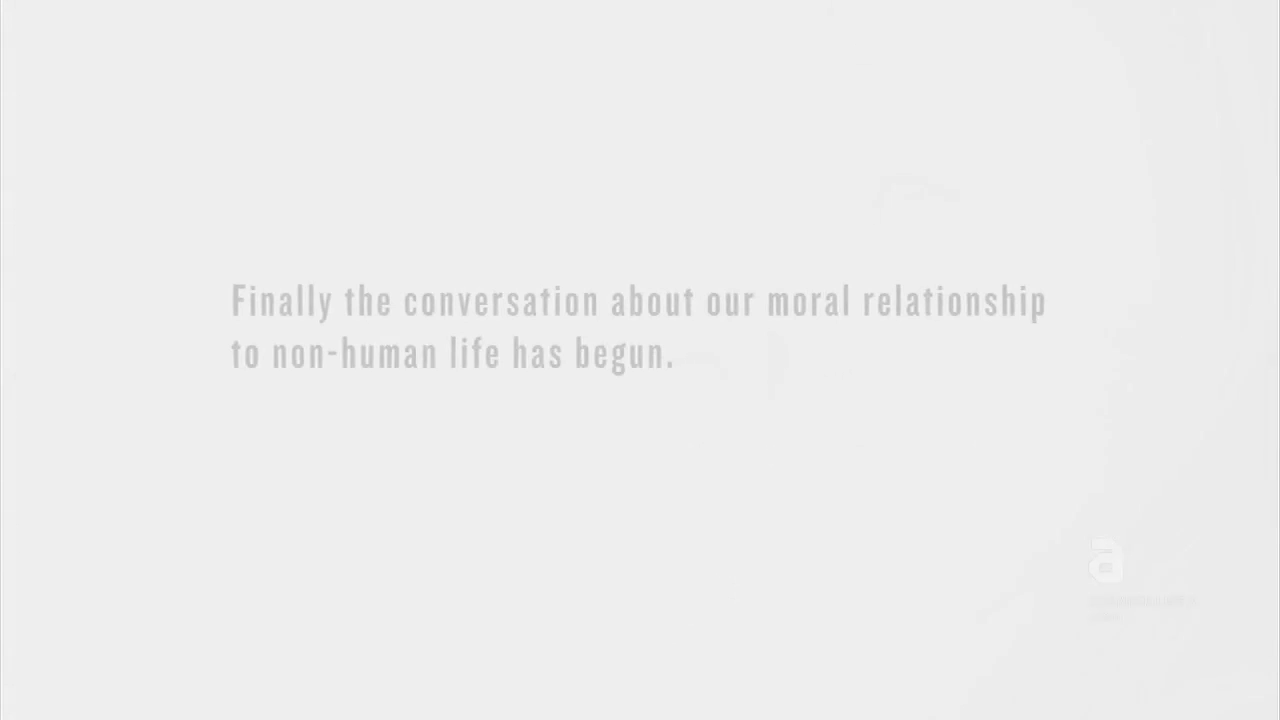 Finally the conversation about our moral relationship
to non-human life has begun.
a